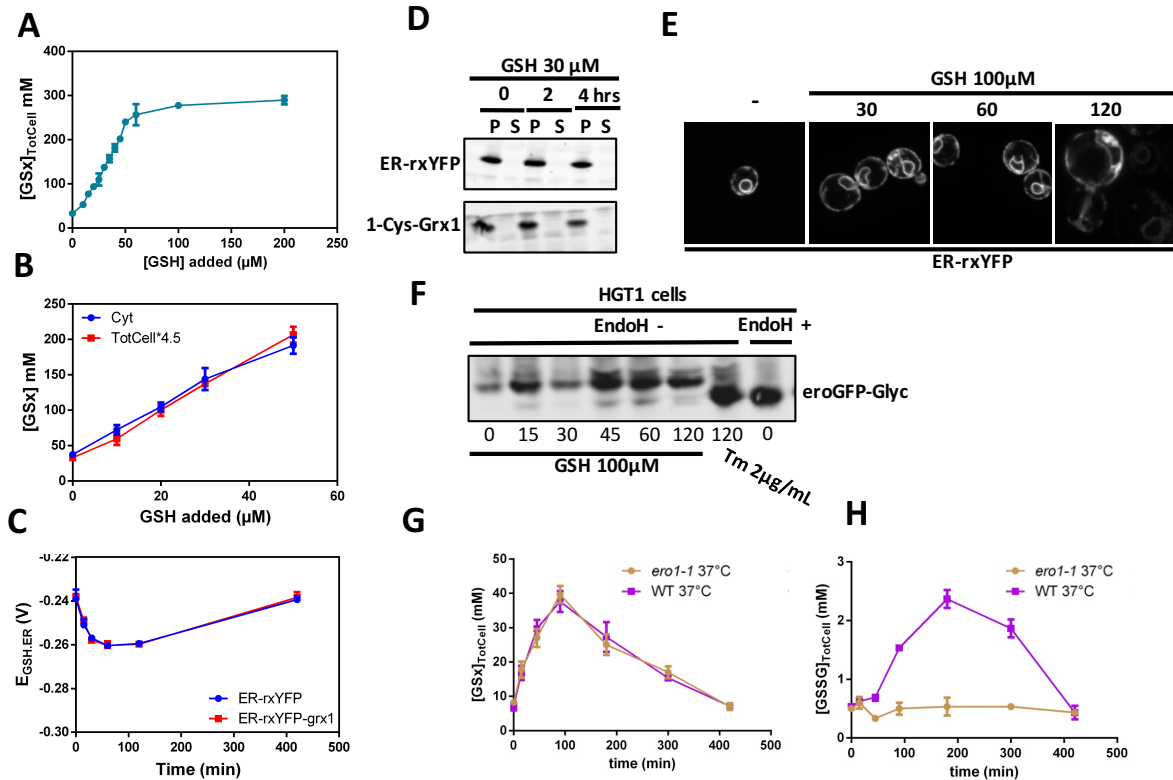 A
[GSx]TotCell mM
400
300
200
100
0
0 50 100 150 200 250
[GSH] added (µM)
B
[GSx] mM
250
200
150
100
50
0
Cyt
TotCell*4.5
0 20 40 60
GSH added (µM)
C
EGSH.ER (V)
-0.22
-0.24
-0.26
-0.28
-0.30
ER-rxYFP
ER-rxYFP-grx1
0 100 200 300 400 500
Time (min)
D
GSH 30 µM
0 2 4 hrs
P S P S P S
ER-rxYFP
1-Cys-Grx1
E
GSH 100µM
- 30 60 120
ER-rxYFP
F
HGT1 cells
EndoH - EndoH +
eroGFP-Glyc
0 15 30 45 60 120 120 0
GSH 100µM
Tm 2µg/mL
G
[GSx]TotCell
(mM)
50
40
30
20
10
0
ero1-1 37°C
WT 37°C
0 100 200 300 400 500
time (min)
H
[GSSG]TotCell
(mM)
3
2
1
0
ero1-1 37°C
WT 37°C
0 100 200 300 400 500
time (min)